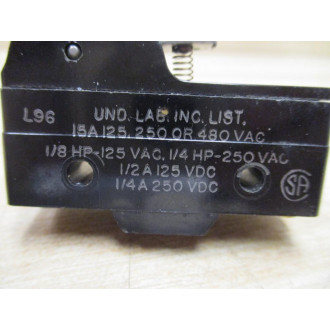 L96 UND. LAB. INC. LIST.
15A 125, 250 OR 480 VAC
1/8 HP-125 VAC, 1/4 HP-250 VAC
1/2 A 125 VDC
1/4 A 250 VDC
SA